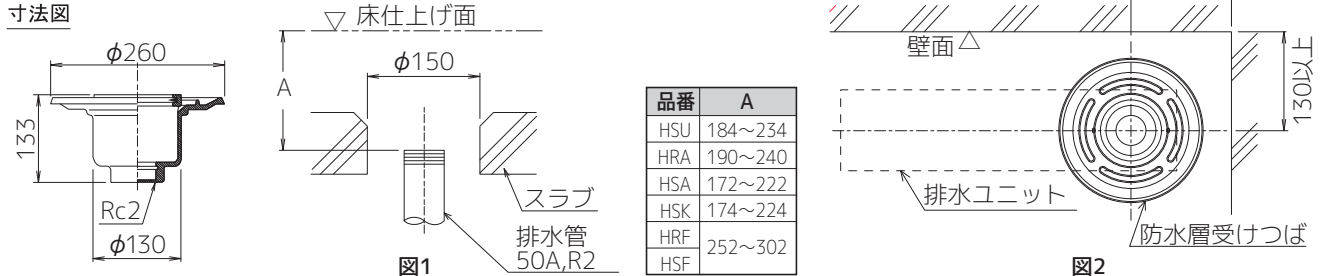 寸法図
φ260
133
Rc2
φ130
▽ 床仕上げ面
A
φ150
スラブ
排水管
50A,R2
図1
品番 A
HSU 184～234
HRA 190～240
HSA 172～222
HSK 174～224
HRF 252～302
HSF
壁面△
130以上
排水ユニット
防水層受けつば
図2